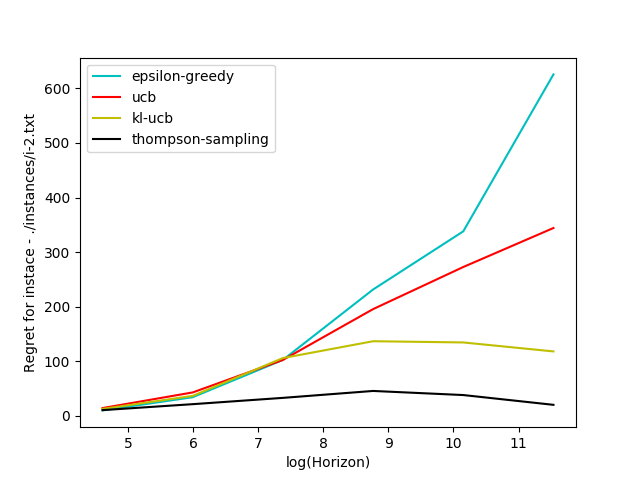 epsilon-greedy
ucb
kl-ucb
thompson-sampling
600
500
400
300
200
100
0
Regret for instace - ./instances/i-2.txt
5 6 7 8 9 10 11
log(Horizon)